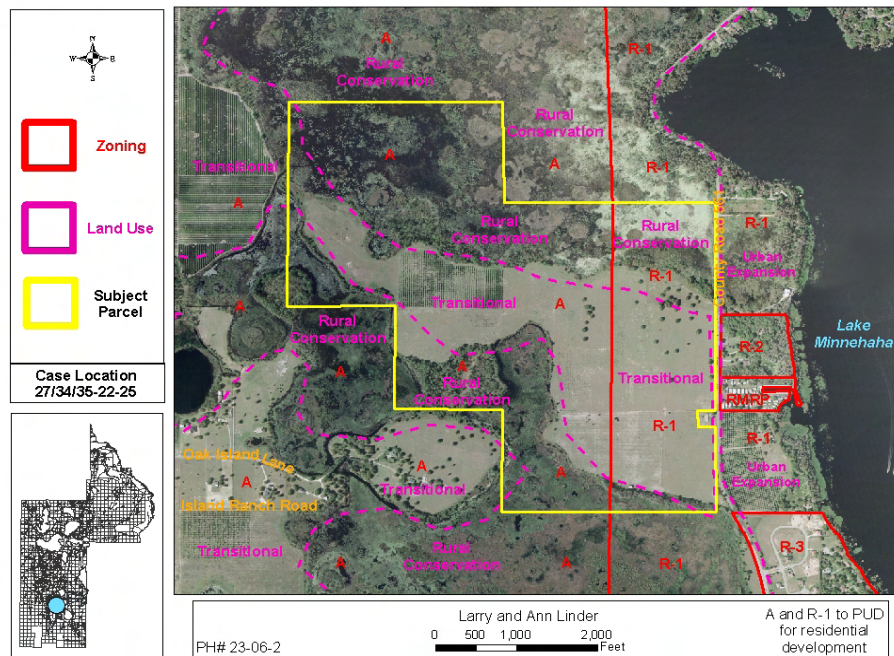 N
W E
S
Zoning
Land Use
Subject
Parcel
Case Location
27/34/35-22-25
A
Rural
Conservation
R-1
Rural
Conservation
A
A
R-1
Transitional
A
Rural
Conservation
Rural
Conservation
R-1
Urban
Expansion
R-1
Transitional
A
A
Rural
Conservation
A
A
Rural
Conservation
Transitional
R-1
R-2
RMRP
R-1
Urban
Expansion
Lake
Minnehaha
Oak Island Lane
A
Island Ranch Road
A
Transitional
A
Transitional
A
Rural
Conservation
A
R-1
R-3
PH# 23-06-2
Larry and Ann Linder
0 500 1,000 2,000
Feet
A and R-1 to PUD
for residential
development